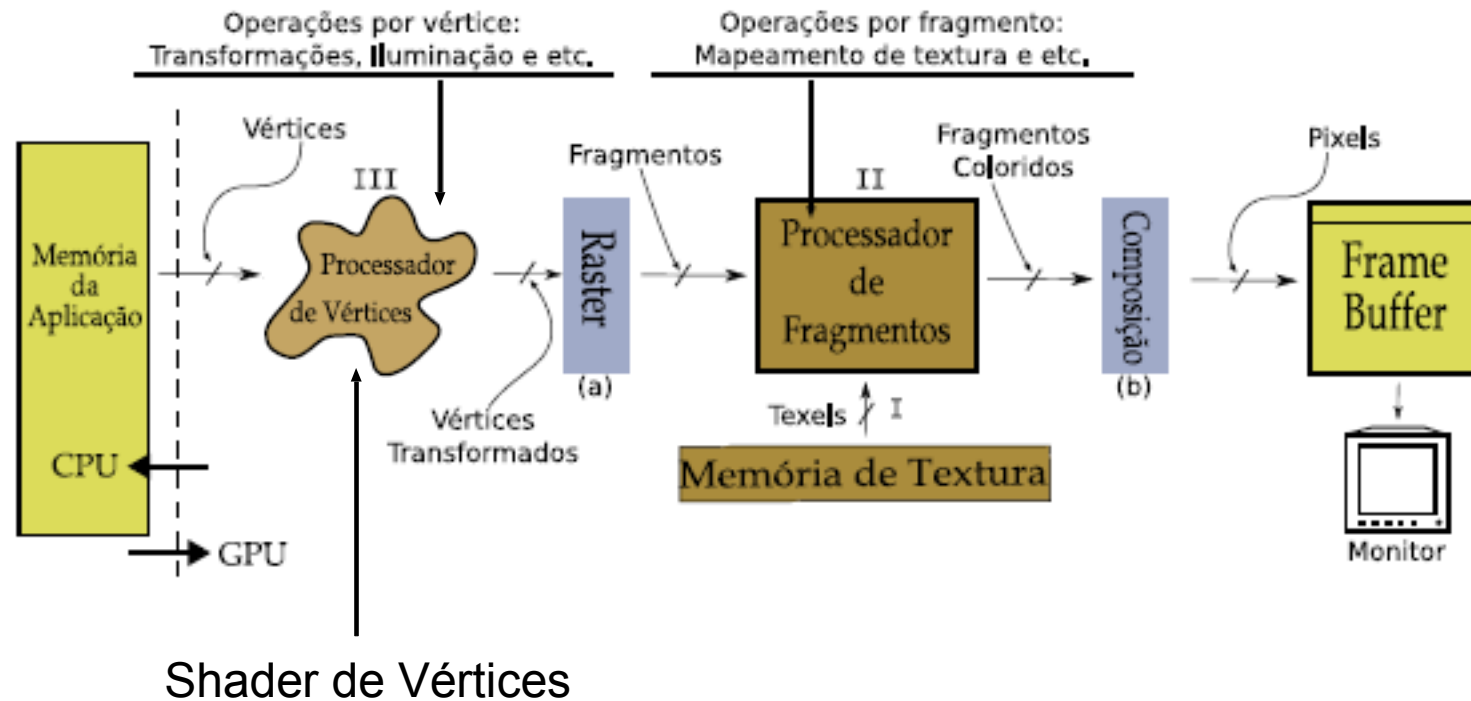 Operações por vértice:
Transformações, Iluminação e etc.
Operações por fragmento:
Mapeamento de textura e etc.
Vértices
Fragmentos
Fragmentos
Coloridos
Pixels
III
II
Memória
da
Aplicação
Processador
de Vértices
Raster
(a)
Processador
de
Fragmentos
Composição
(b)
Frame
Buffer
Vértices
Transformados
Texels
I
Memória de Textura
CPU
GPU
Monitor
Shader de Vértices